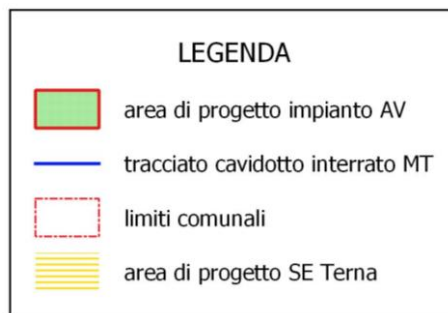 LEGENDA
area di progetto impianto AV
tracciato cavidotto interrato MT
limiti comunali
area di progetto SE Terna